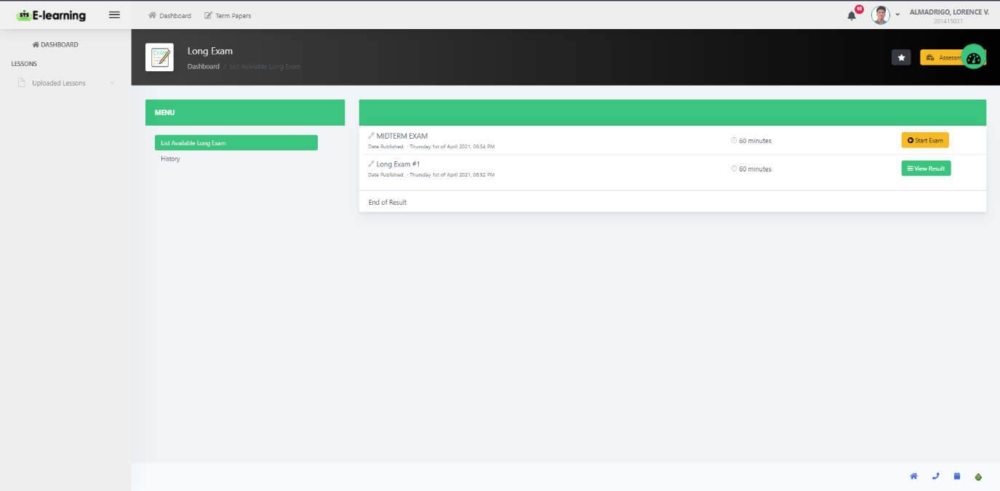 STS E-learning
Dashboard
Term Papers
10
ALMADRIGO, LORENCE V.
201415031
DASHBOARD
LESSONS
Uploaded Lessons
EXAM
Long Exam
Dashboard / List Available Long Exam
Assessm
MENU
List Available Long Exam
History
MIDTERM EXAM
Date Published: - Thursday 1st of April 2021, 06:54 PM
60 minutes
Start Exam
Long Exam #1
Date Published: - Thursday 1st of April 2021, 06:52 PM
60 minutes
View Result
End of Result